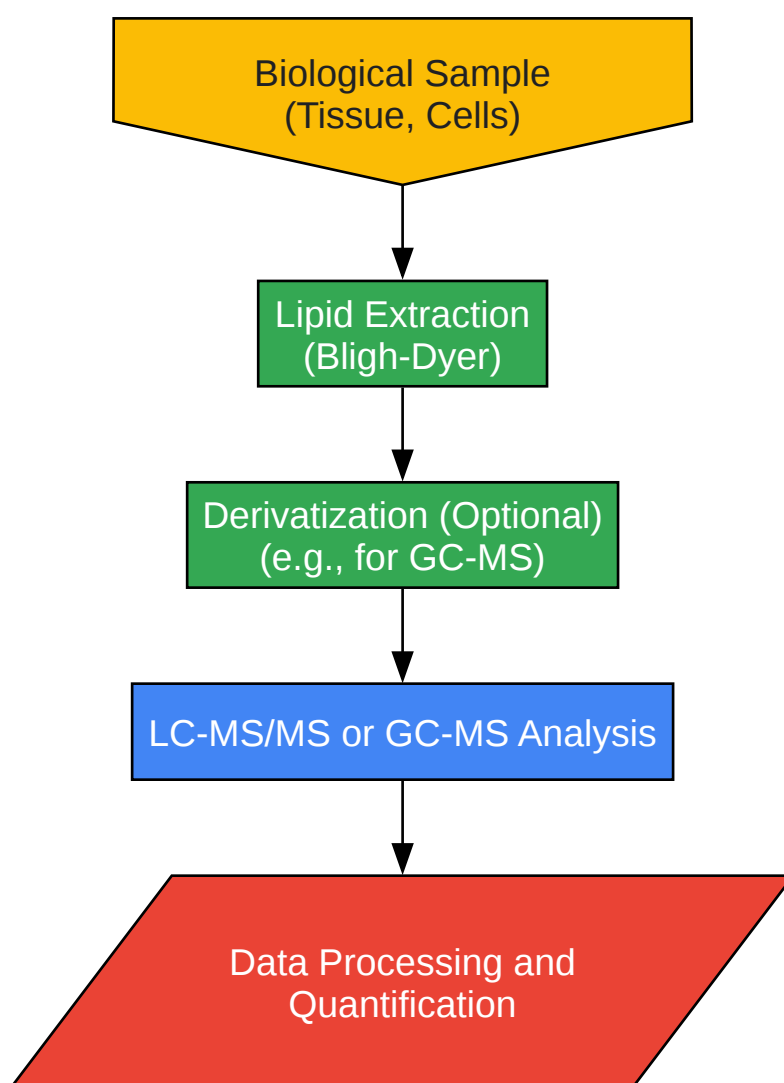 Biological Sample
(Tissue, Cells)
Lipid Extraction
(Bligh-Dyer)
Derivatization (Optional)
(e.g., for GC-MS)
LC-MS/MS or GC-MS Analysis
Data Processing and
Quantification